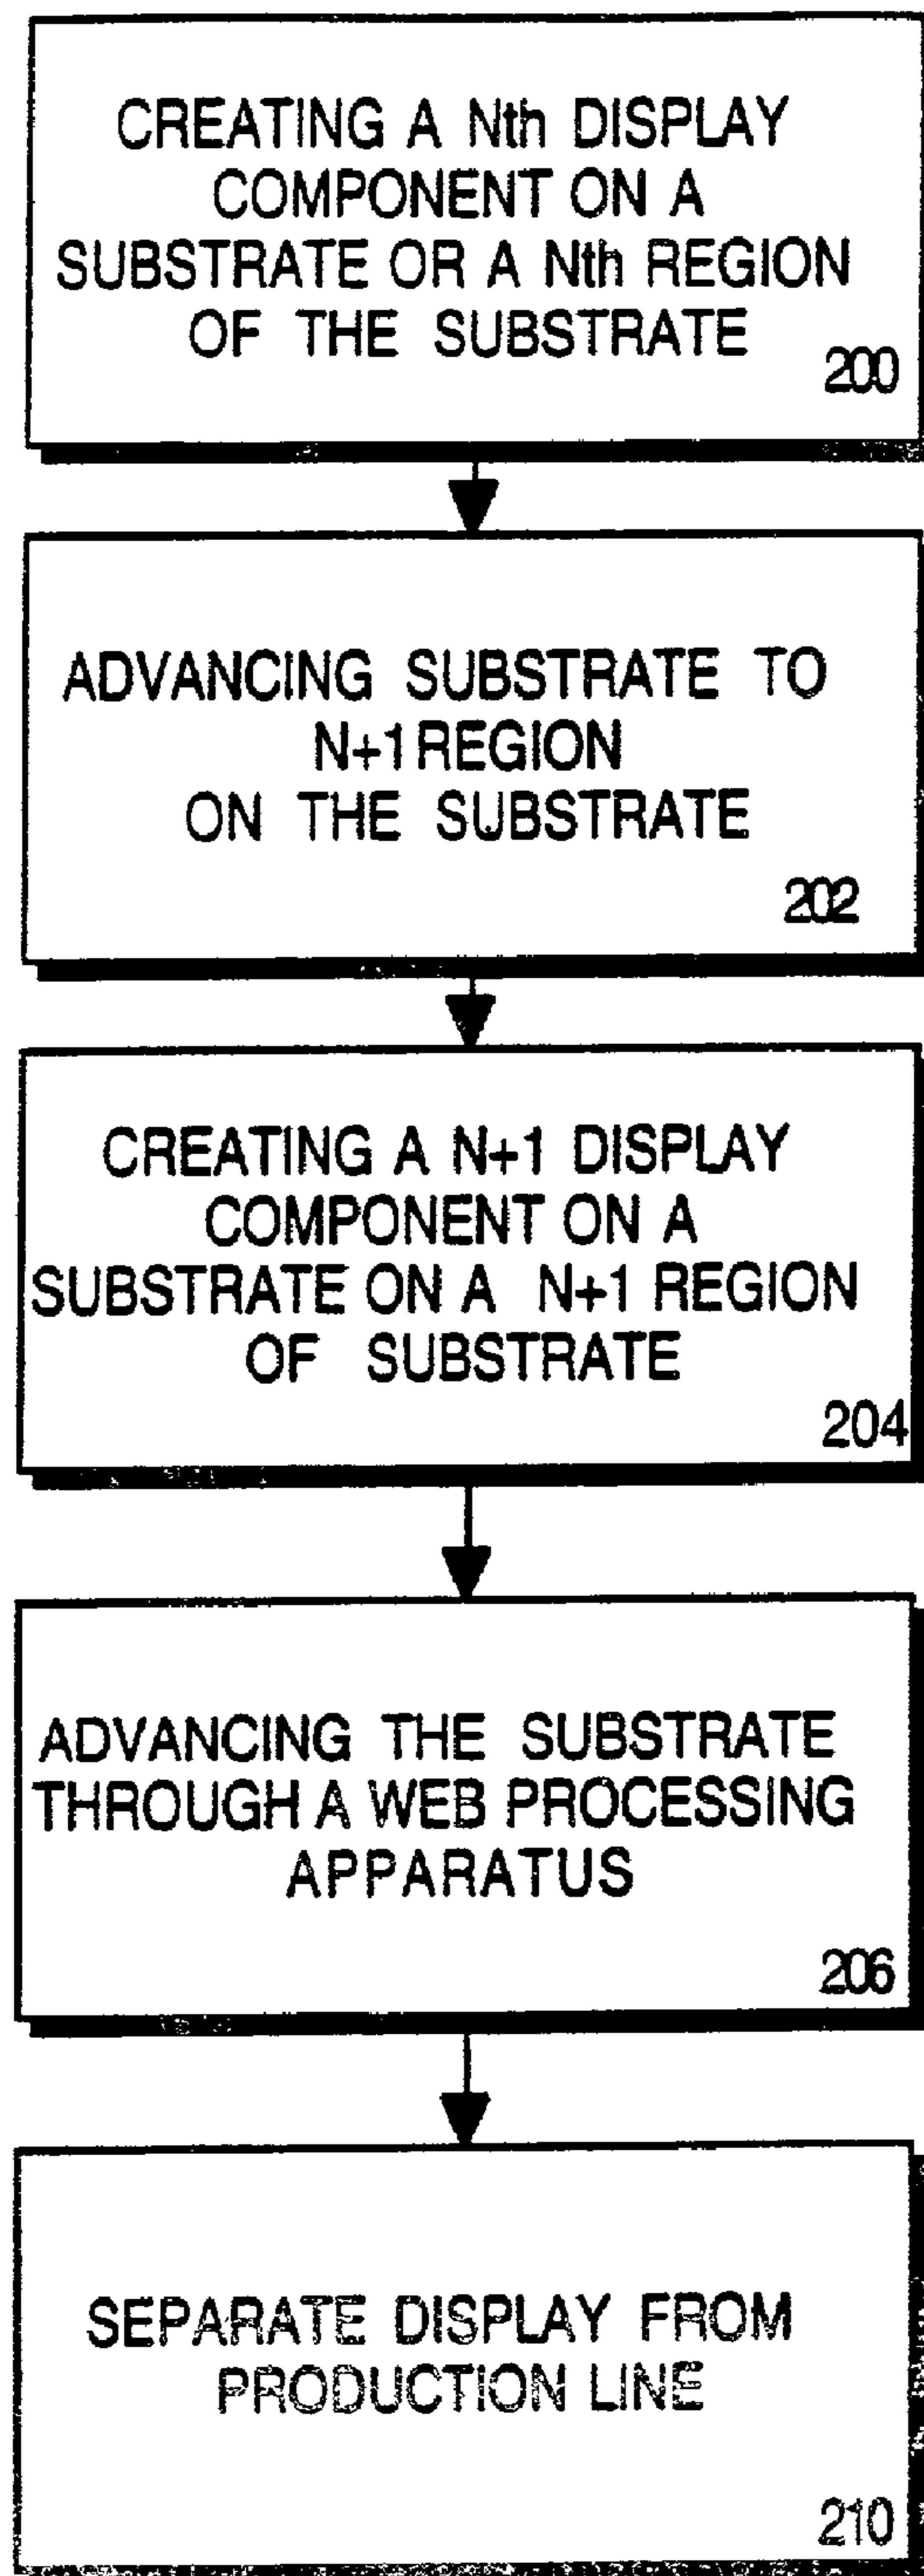 CREATING A Nth DISPLAY
COMPONENT ON A
SUBSTRATE OR A Nth REGION
OF THE SUBSTRATE
200
ADVANCING SUBSTRATE TO
N+1 REGION
ON THE SUBSTRATE
202
CREATING A N+1 DISPLAY
COMPONENT ON A
SUBSTRATE ON A N+1 REGION
OF SUBSTRATE
204
ADVANCING THE SUBSTRATE
THROUGH A WEB PROCESSING
APPARATUS
206
SEPARATE DISPLAY FROM
PRODUCTION LINE
210